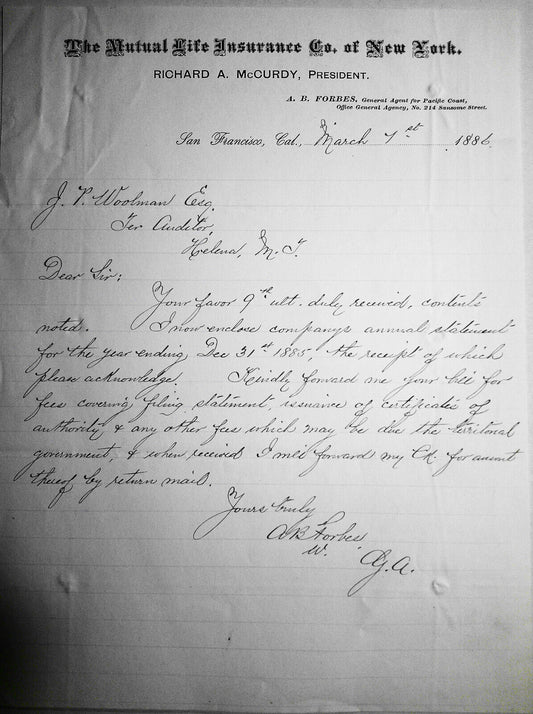 The Mutual Life Insurance Co. of New York.
RICHARD A. McCURDY, PRESIDENT.
A. B. FORBES, General Agent for Pacific Coast,
Office General Agency, No. 214 Sansome Street.
San Francisco, Cal., March 1st 1886
J. P. Woolman Esq.
Ter Auditor,
Helena, M. T.
Dear Sir:
Your favor 9th ult. duly received, contents
noted. I now enclose companys annual statement
for the year ending Dec 31st 1885, the receipt of which
please acknowledge. Kindly forward me your bill for
fees covering filing statement, issuance of certificates of
authority & any other fees which may be due the territorial
government, & when received I will forward my Ck for amount
thereof by return mail.
Yours truly
A B Forbes
W. G. A.